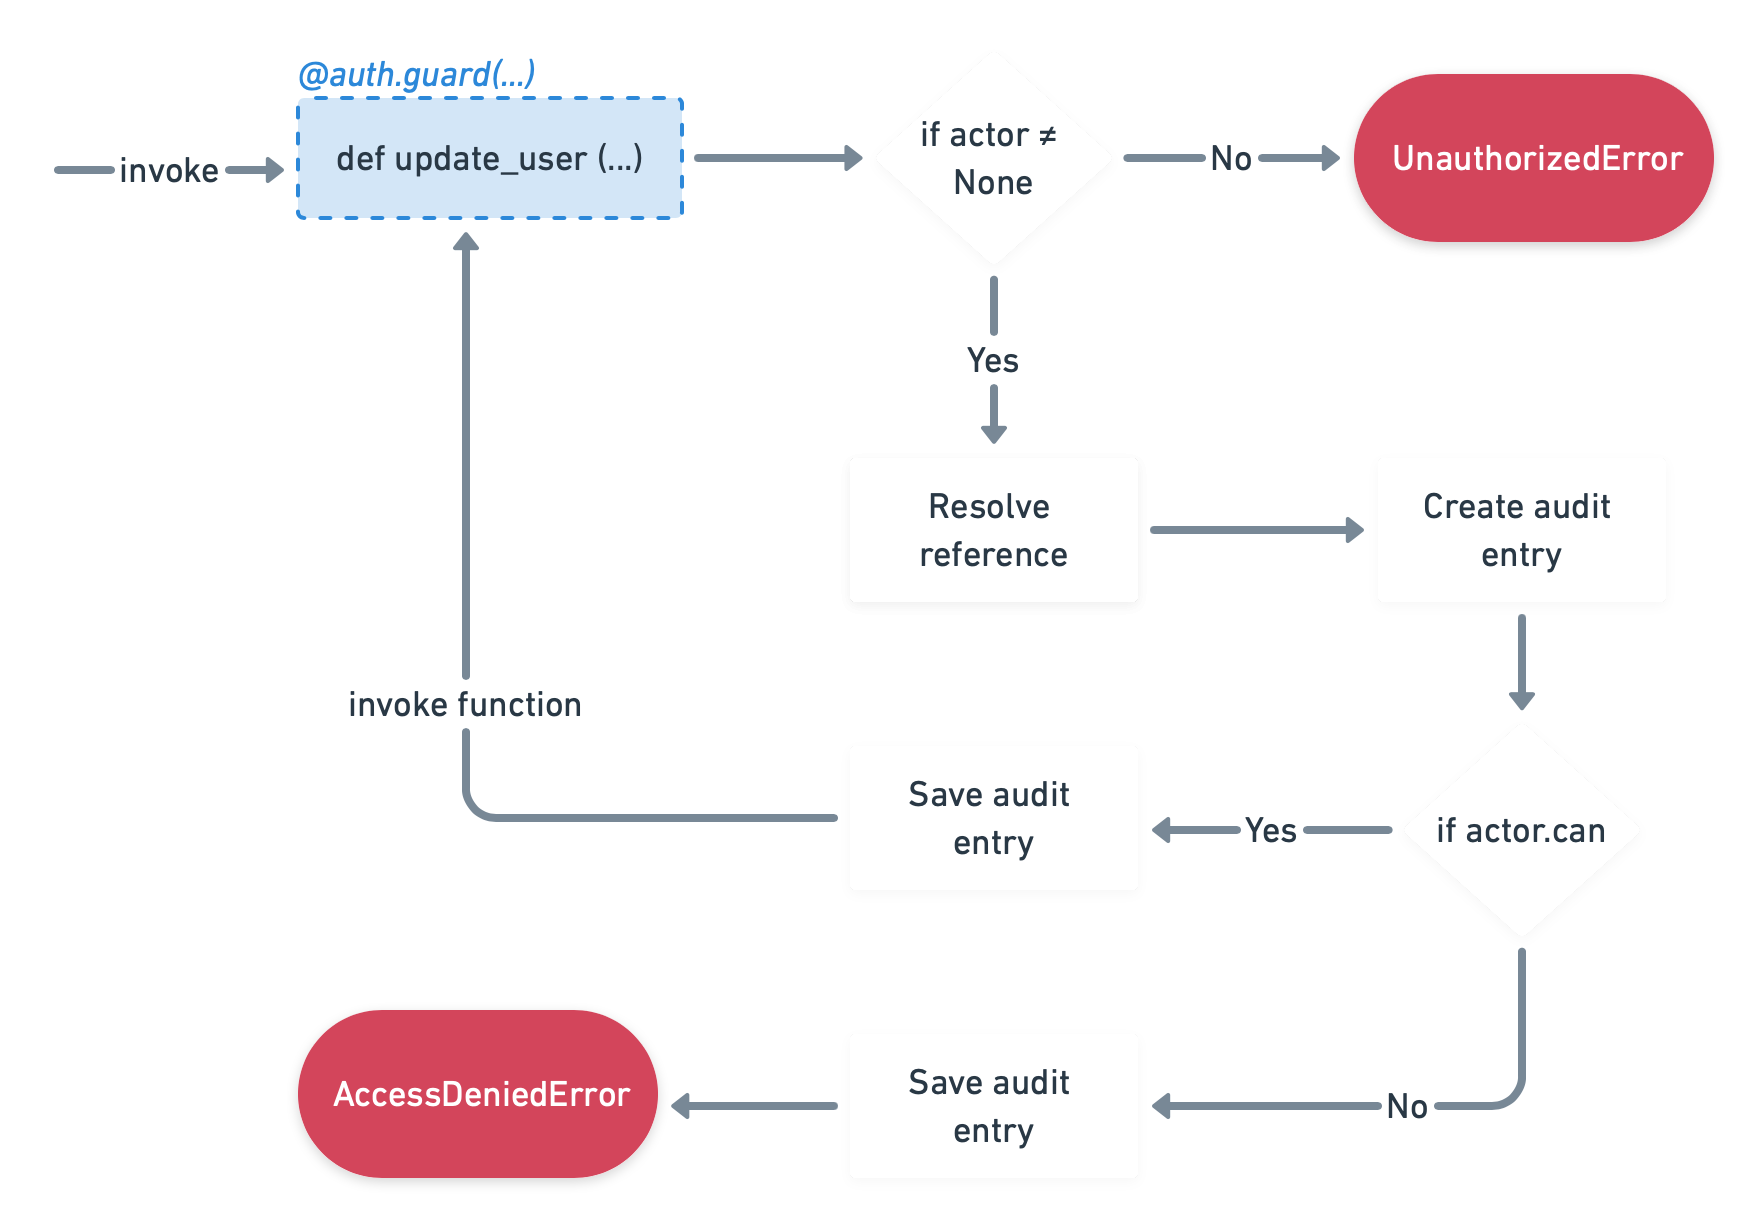 @auth.guard(...)
invoke
def update_user (...)
if actor ≠
None
No
UnauthorizedError
Yes
Resolve
reference
Create audit
entry
invoke function
Save audit
entry
Yes
if actor.can
AccessDeniedError
Save audit
entry
No